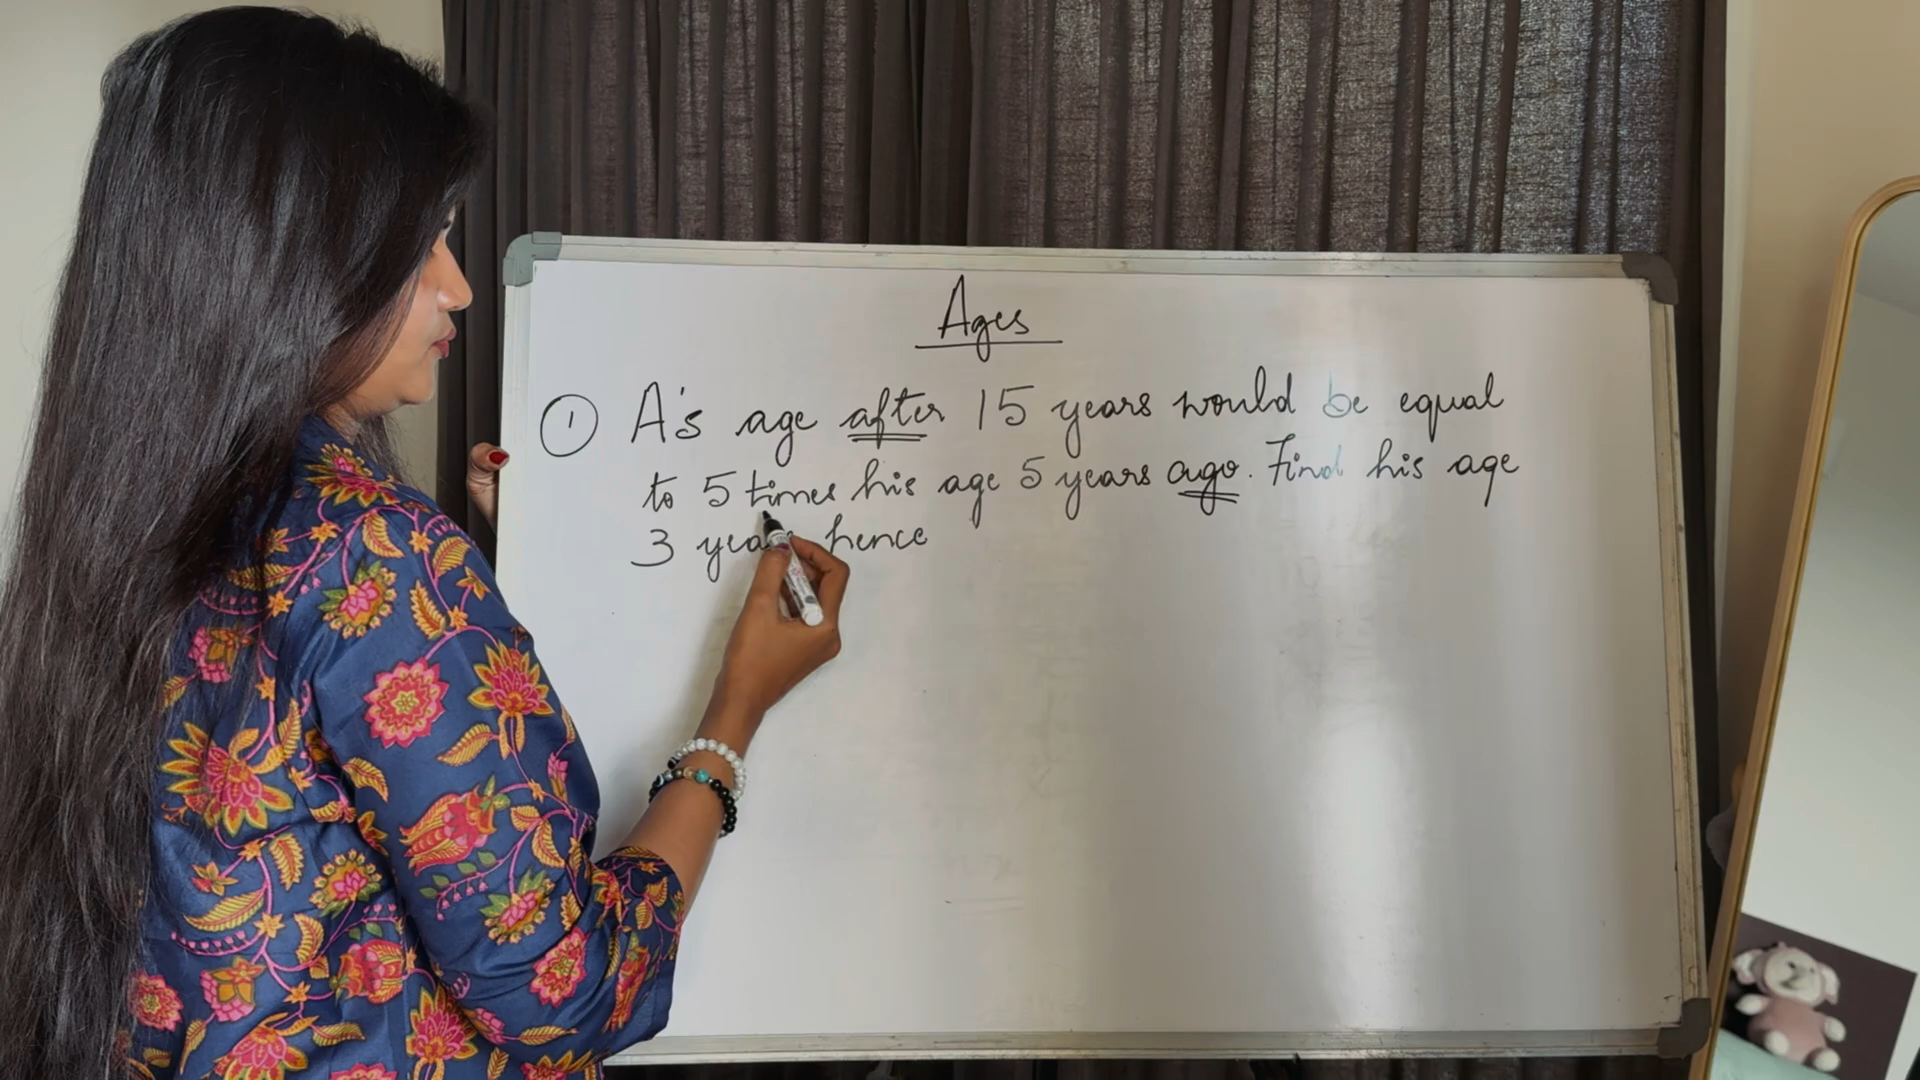 Ages
1 A's age after 15 years would be equal
to 5 times his age 5 years ago. Find his age
3 years hence